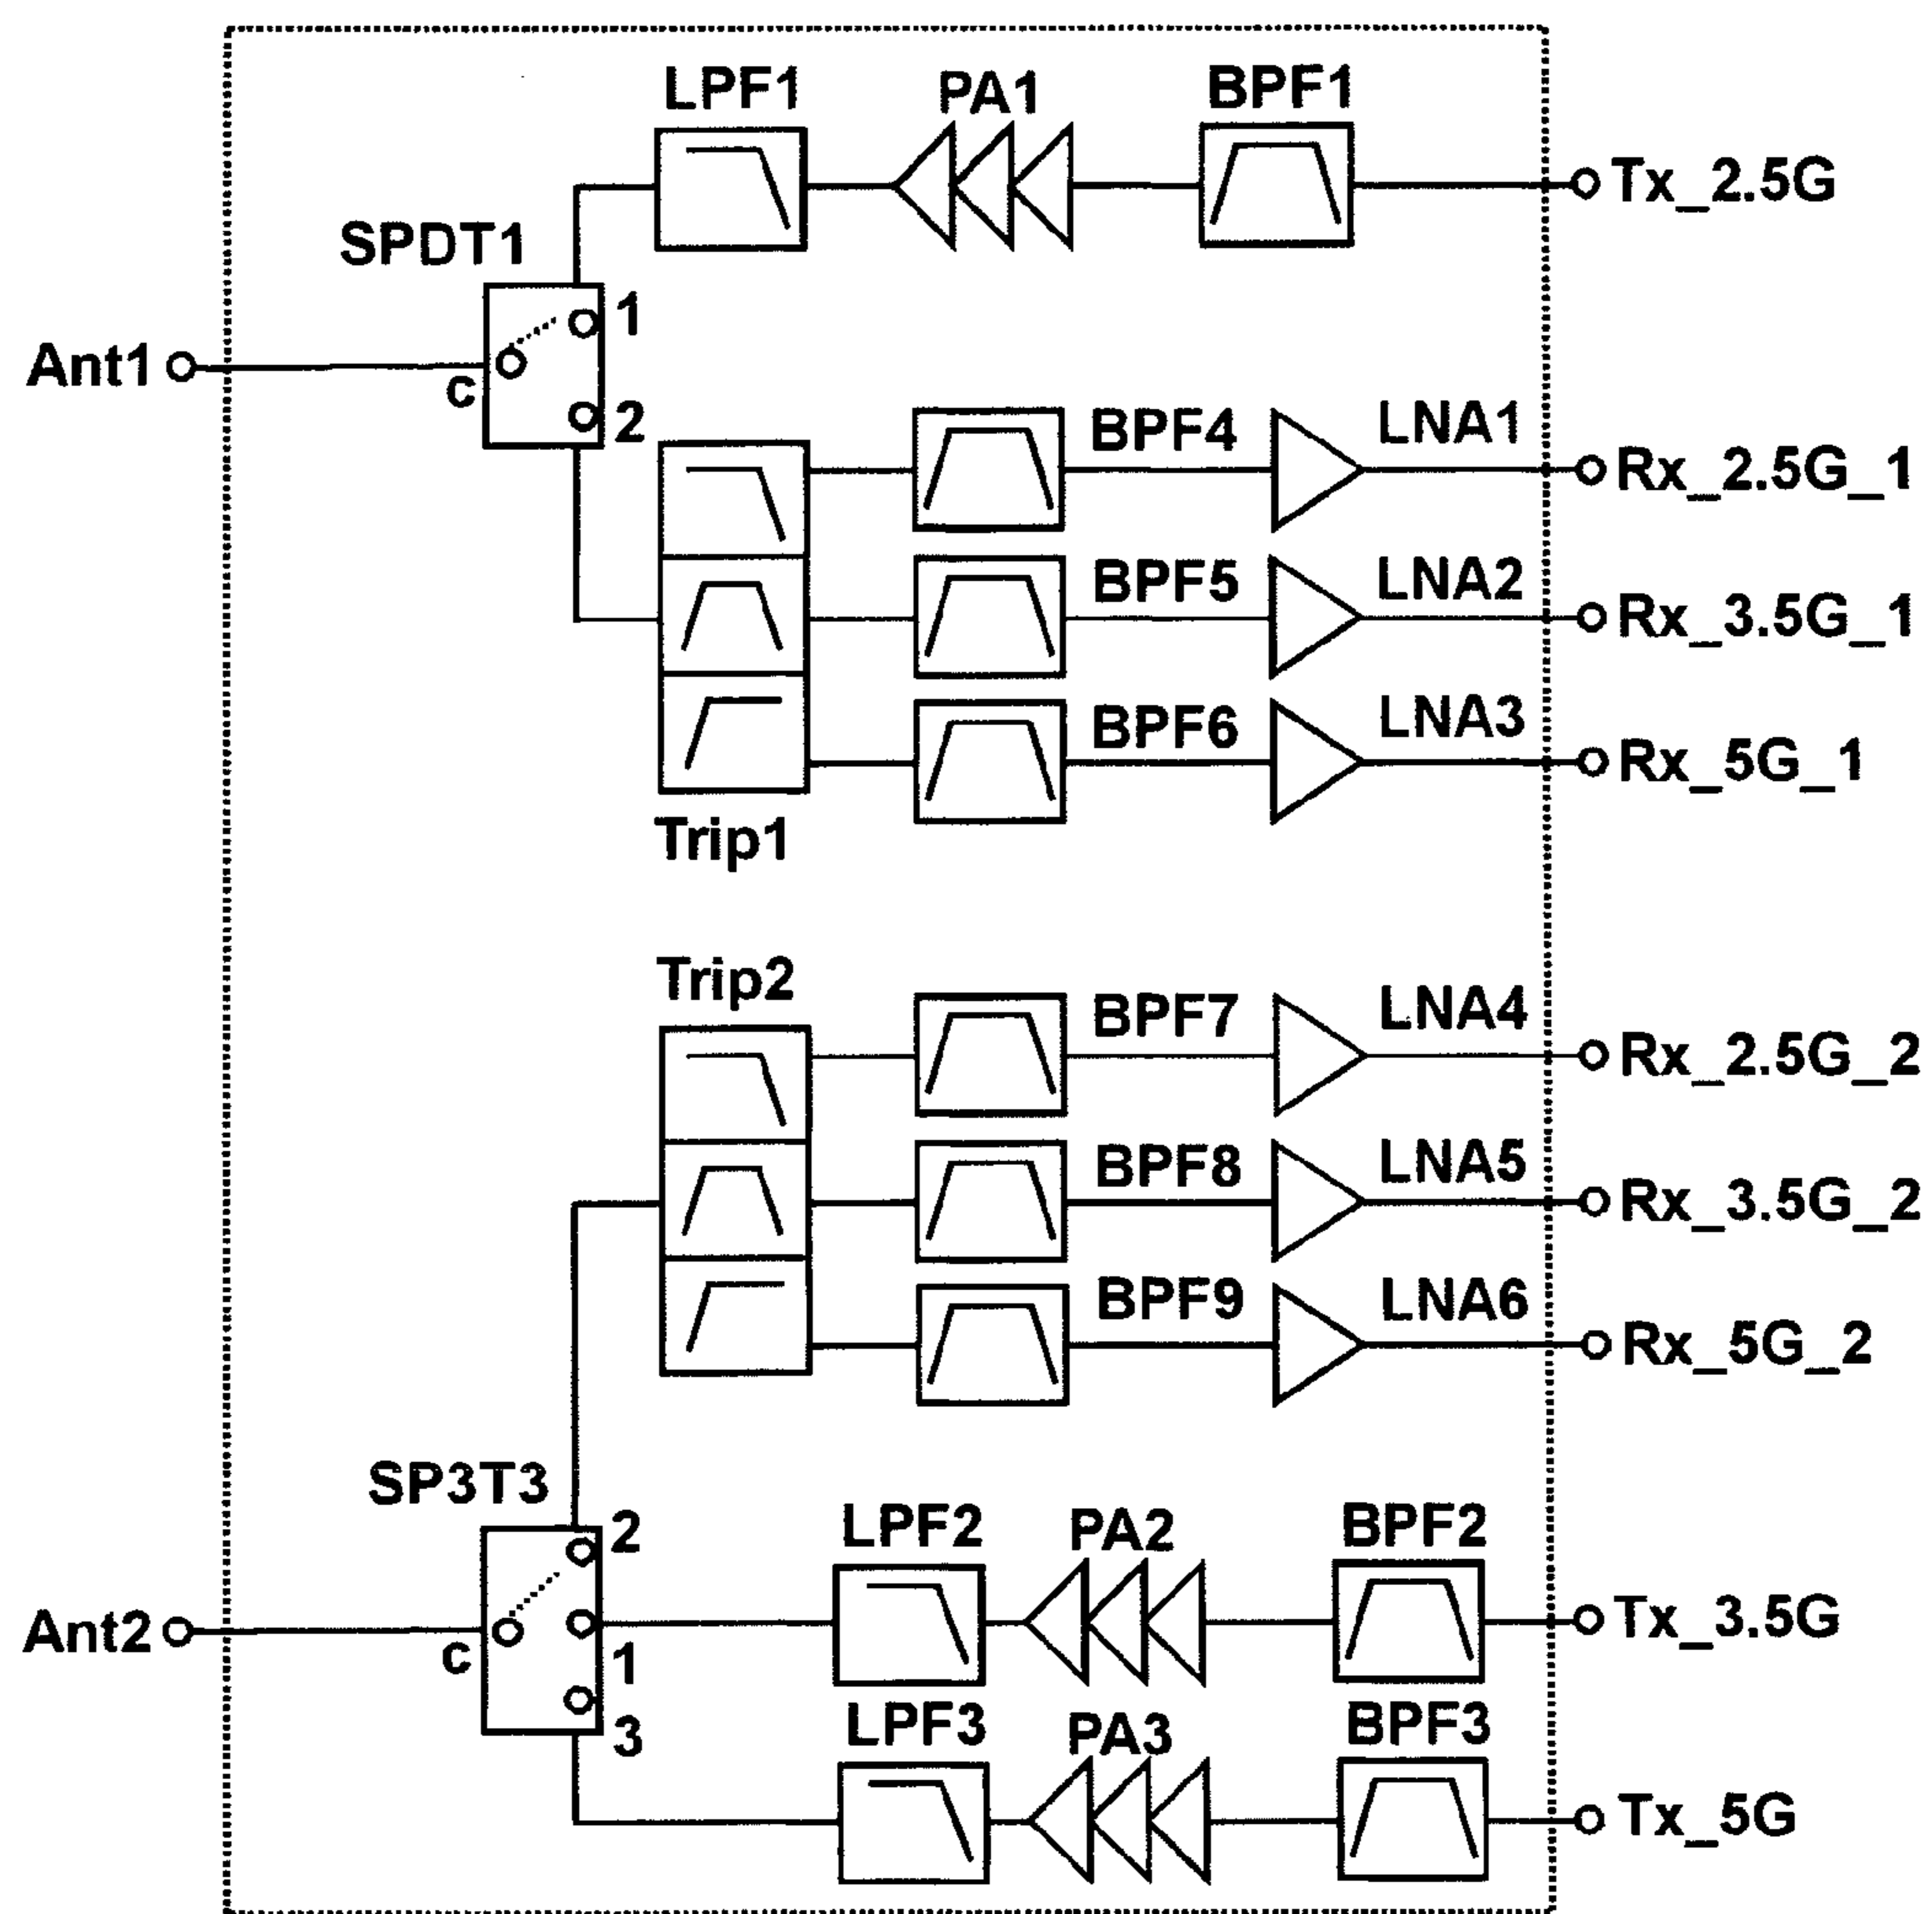 LPF1 PA1 BPF1
Tx_2.5G
SPDT1
1
Ant1
c
2
BPF4 LNA1
Rx_2.5G_1
BPF5 LNA2
Rx_3.5G_1
BPF6 LNA3
Rx_5G_1
Trip1
Trip2
BPF7 LNA4
Rx_2.5G_2
BPF8 LNA5
Rx_3.5G_2
BPF9 LNA6
Rx_5G_2
SP3T3
2
LPF2 PA2 BPF2
Ant2
c
1
Tx_3.5G
3
LPF3 PA3 BPF3
Tx_5G